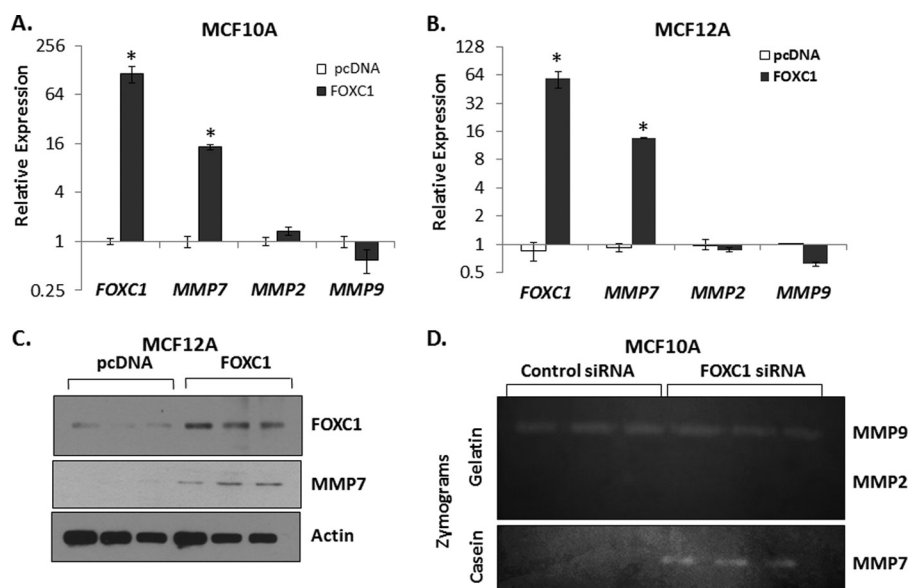 A.
MCF10A
256
64
16
4
1
0.25
Relative Expression
pcDNA
FOXC1
*
*
FOXC1
MMP7
MMP2
MMP9
B.
MCF12A
128
64
32
16
8
4
2
1
0.5
Relative Expression
pcDNA
FOXC1
*
*
FOXC1
MMP7
MMP2
MMP9
C.
MCF12A
pcDNA
FOXC1
FOXC1
MMP7
Actin
D.
MCF10A
Control siRNA
FOXC1 siRNA
Zymograms
Gelatin
Casein
MMP9
MMP2
MMP7